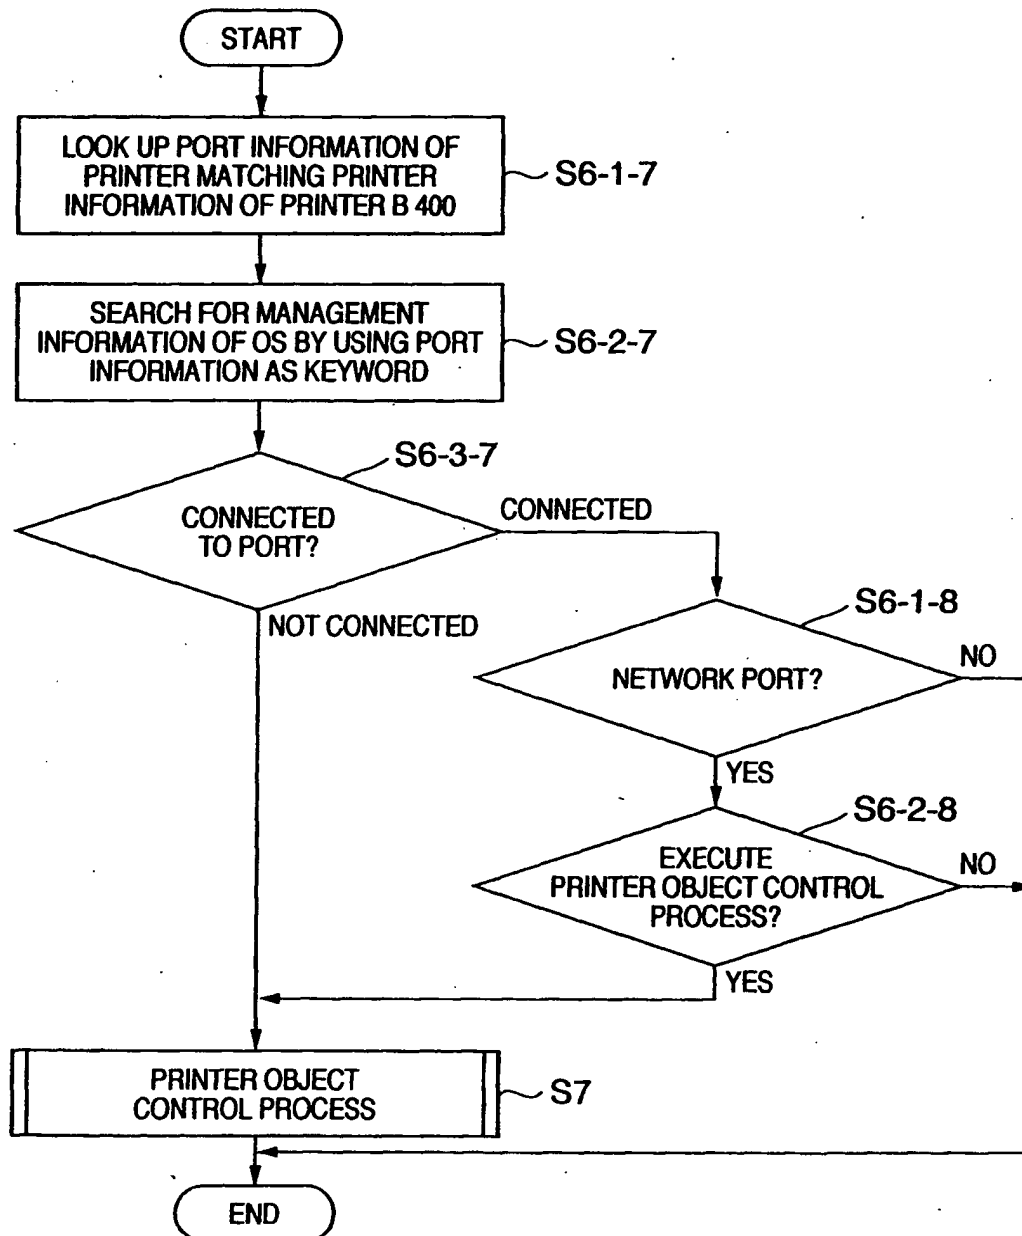 START
LOOK UP PORT INFORMATION OF
PRINTER MATCHING PRINTER
INFORMATION OF PRINTER B 400
S6-1-7
SEARCH FOR MANAGEMENT
INFORMATION OF OS BY USING PORT
INFORMATION AS KEYWORD
S6-2-7
S6-3-7
CONNECTED
TO PORT?
CONNECTED
NOT CONNECTED
S6-1-8
NETWORK PORT?
NO
YES
S6-2-8
EXECUTE
PRINTER OBJECT CONTROL
PROCESS?
NO
YES
PRINTER OBJECT
CONTROL PROCESS
S7
END